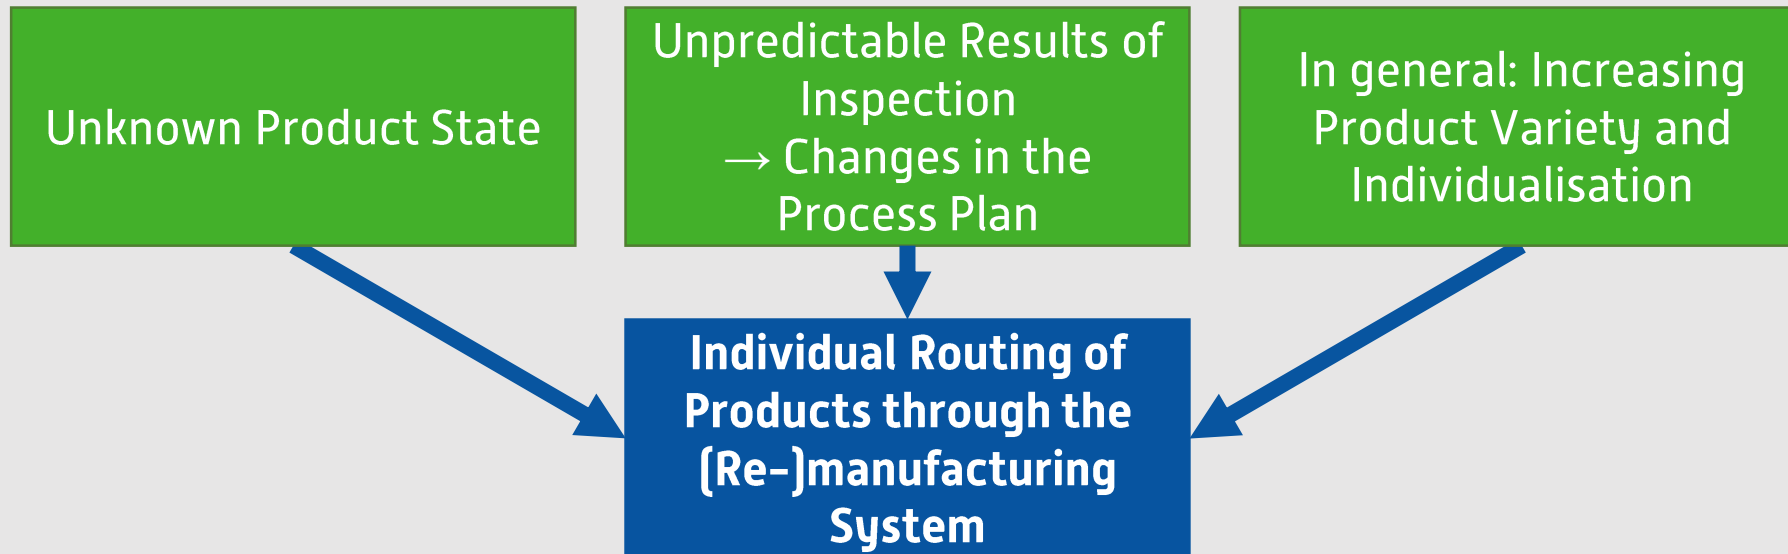 Unknown Product State
Unpredictable Results of
Inspection
→ Changes in the
Process Plan
In general: Increasing
Product Variety and
Individualisation
Individual Routing of
Products through the
(Re-)manufacturing
System